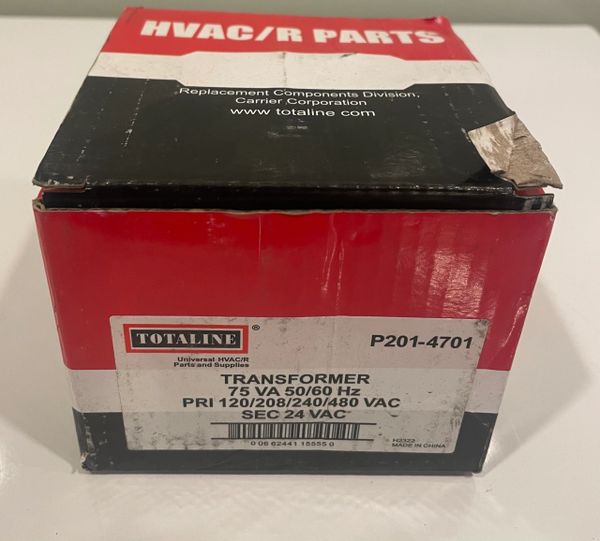 HVAC/R PARTS
Replacement Components Division,
Carrier Corporation
www totaline com
TOTALINE ®
P201-4701
Universal HVAC/R
Parts and Supplies
TRANSFORMER
75 VA 50/60 Hz
PRI 120/208/240/480 VAC
SEC 24 VAC
H2322
MADE IN CHINA
0 06 62441 15555 0